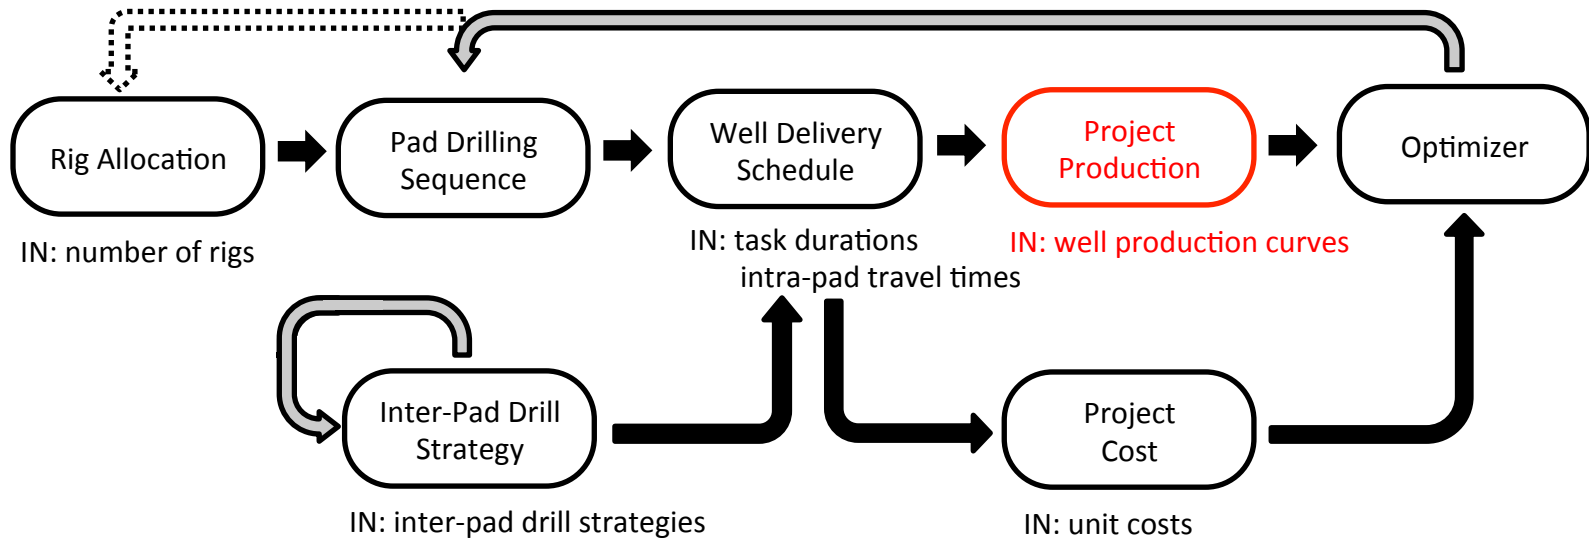 Rig Allocation
Pad Drilling
Sequence
Well Delivery
Schedule
Project
Production
Optimizer
IN: number of rigs
IN: task durations
intra-pad travel times
IN: well production curves
Inter-Pad Drill
Strategy
Project
Cost
IN: inter-pad drill strategies
IN: unit costs